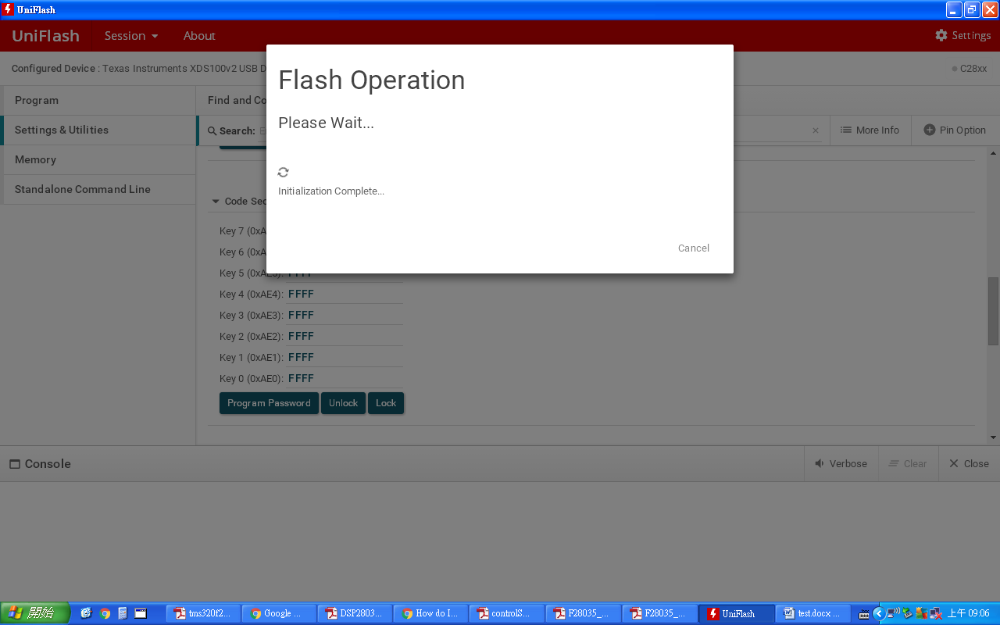 UniFlash
UniFlash Session About Settings
Configured Device : Texas Instruments XDS100v2 USB D C28xx
Flash Operation
Please Wait...
Initialization Complete...
Cancel
Program
Settings & Utilities
Memory
Standalone Command Line
Find and Co
Search: × More Info Pin Option
Code Sec
Key 7 (0xA
Key 6 (0xA
Key 5 (0xAE5): FFFF
Key 4 (0xAE4): FFFF
Key 3 (0xAE3): FFFF
Key 2 (0xAE2): FFFF
Key 1 (0xAE1): FFFF
Key 0 (0xAE0): FFFF
Program Password Unlock Lock
Console Verbose Clear Close
開始 tms320f2... Google ... DSP2803... How do I... controlS... F28035_... F28035_... UniFlash test.docx ... 上午 09:06